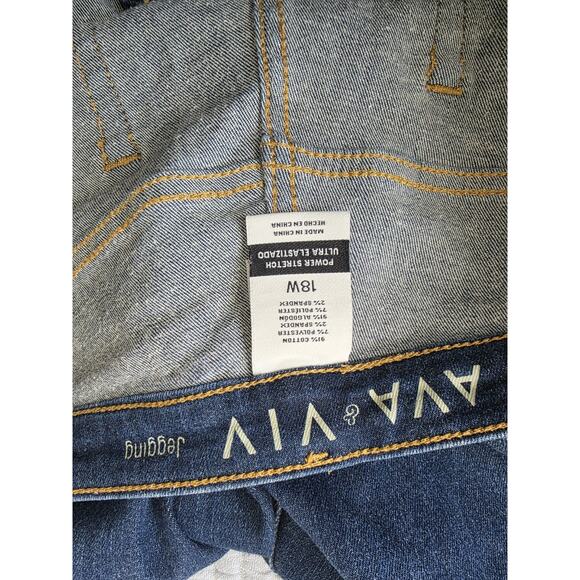 AVA & VIV Jegging
91% COTTON
7% POLYESTER
2% SPANDEX
91% ALGODÓN
7% POLIÉSTER
2% SPANDEX
18W
POWER STRETCH
ULTRA ELASTIZADO
MADE IN CHINA
HECHO EN CHINA